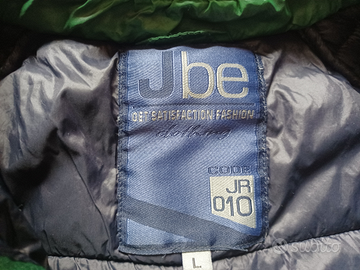 Jbe
GET SATISFACTION FASHION
clothing
CODE
JR
010
L